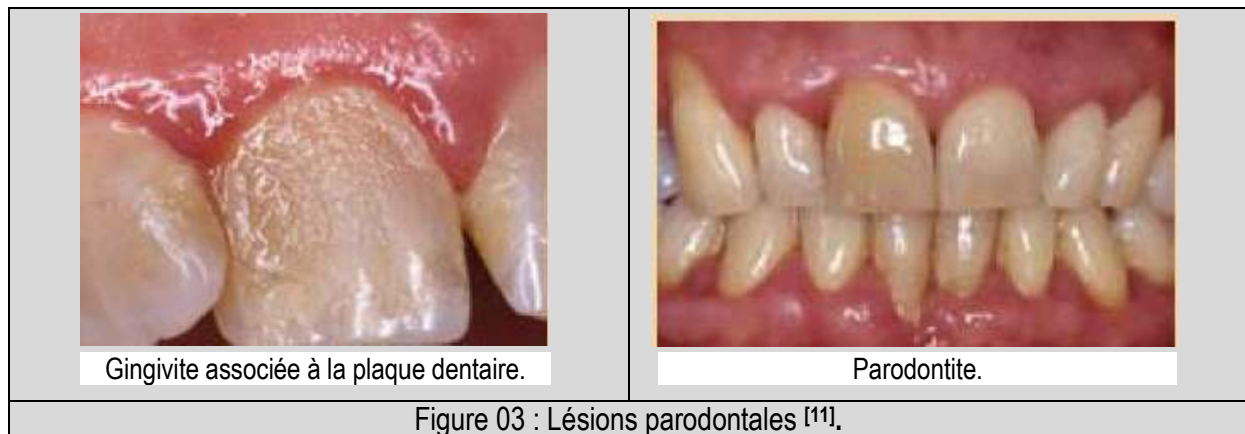 Gingivite associée à la plaque dentaire.
Parodontite.
Figure 03 : Lésions parodontales [11].